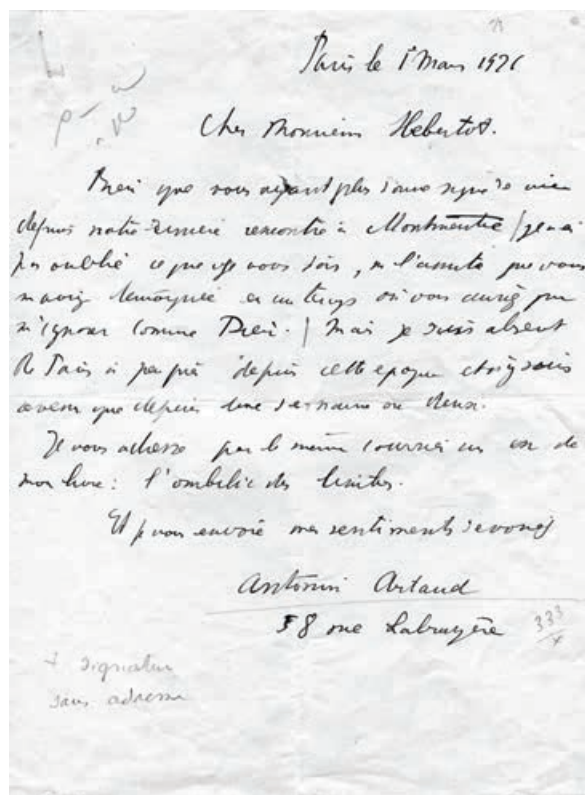 Paris le 1er Mars 1926
Cher Monsieur Hebertot.
Bien que vous ayant plus donné signe de vie
depuis notre dernière rencontre à Montmartre je n'ai
pas oublié ce que je vous dois, ni l'amitié que vous
m'aviez témoignée en un temps où vous auriez pu
m'ignorer comme Dieu. Mais je suis absent
de Paris à peu près depuis cette époque et n'y suis
revenu que depuis une semaine ou deux.
Je vous adresse par le même courrier un ex de
mon livre : l'ombilic des limbes.
Et je vous envoie mes sentiments dévoués
Antonin Artaud
58 rue Labruyère
333
+ signature
sans adresse